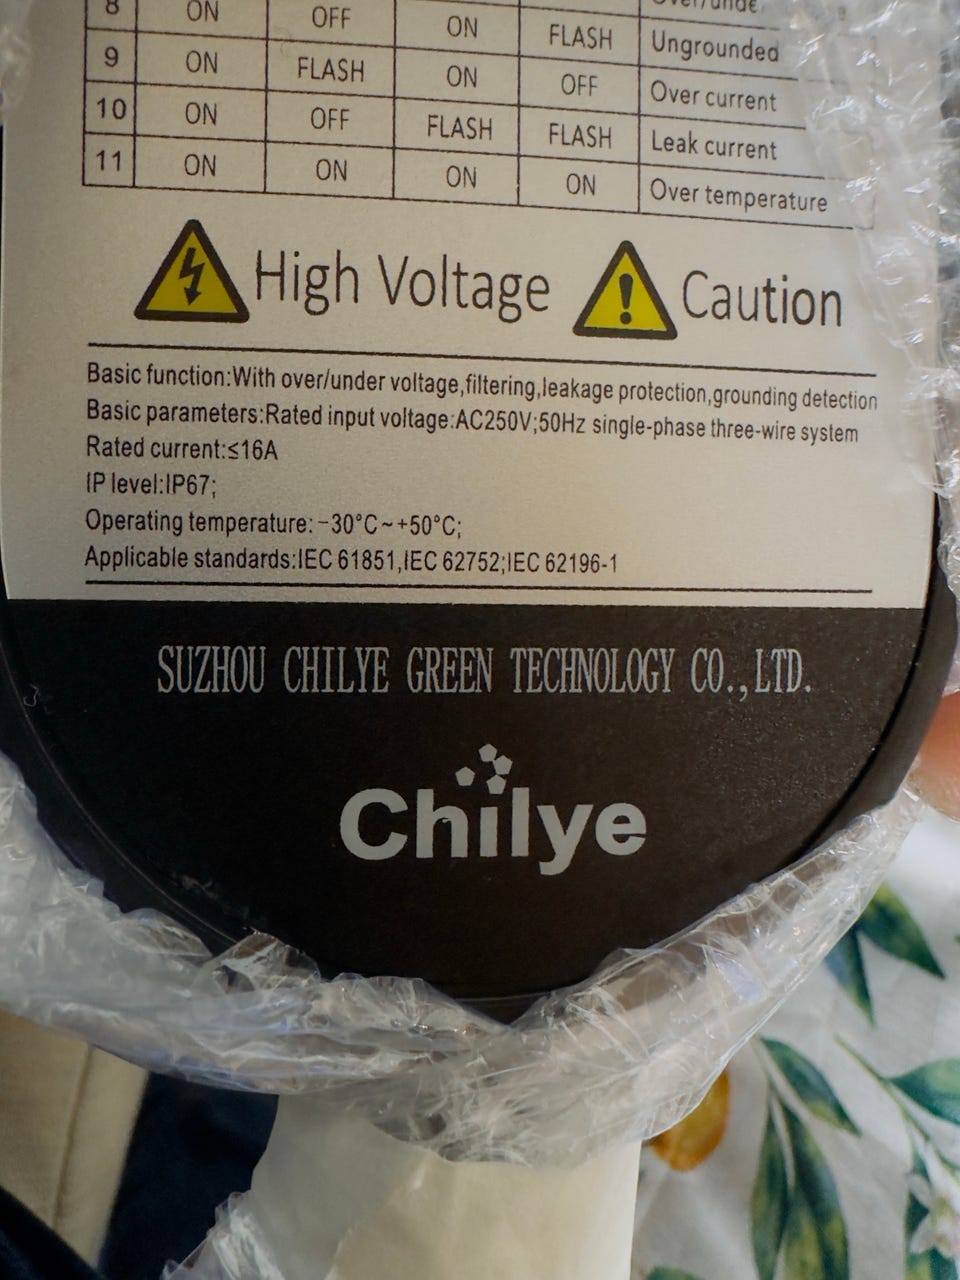 8 ON OFF ON FLASH Ungrounded
9 ON FLASH ON OFF Over current
10 ON OFF FLASH FLASH Leak current
11 ON ON ON ON Over temperature
High Voltage Caution
Basic function:With over/under voltage,filtering,leakage protection,grounding detection
Basic parameters:Rated input voltage:AC250V;50Hz single-phase three-wire system
Rated current:≤16A
IP level:IP67;
Operating temperature:-30°C~+50°C;
Applicable standards:IEC 61851,IEC 62752;IEC 62196-1
SUZHOU CHILYE GREEN TECHNOLOGY CO.,LTD.
Chilye